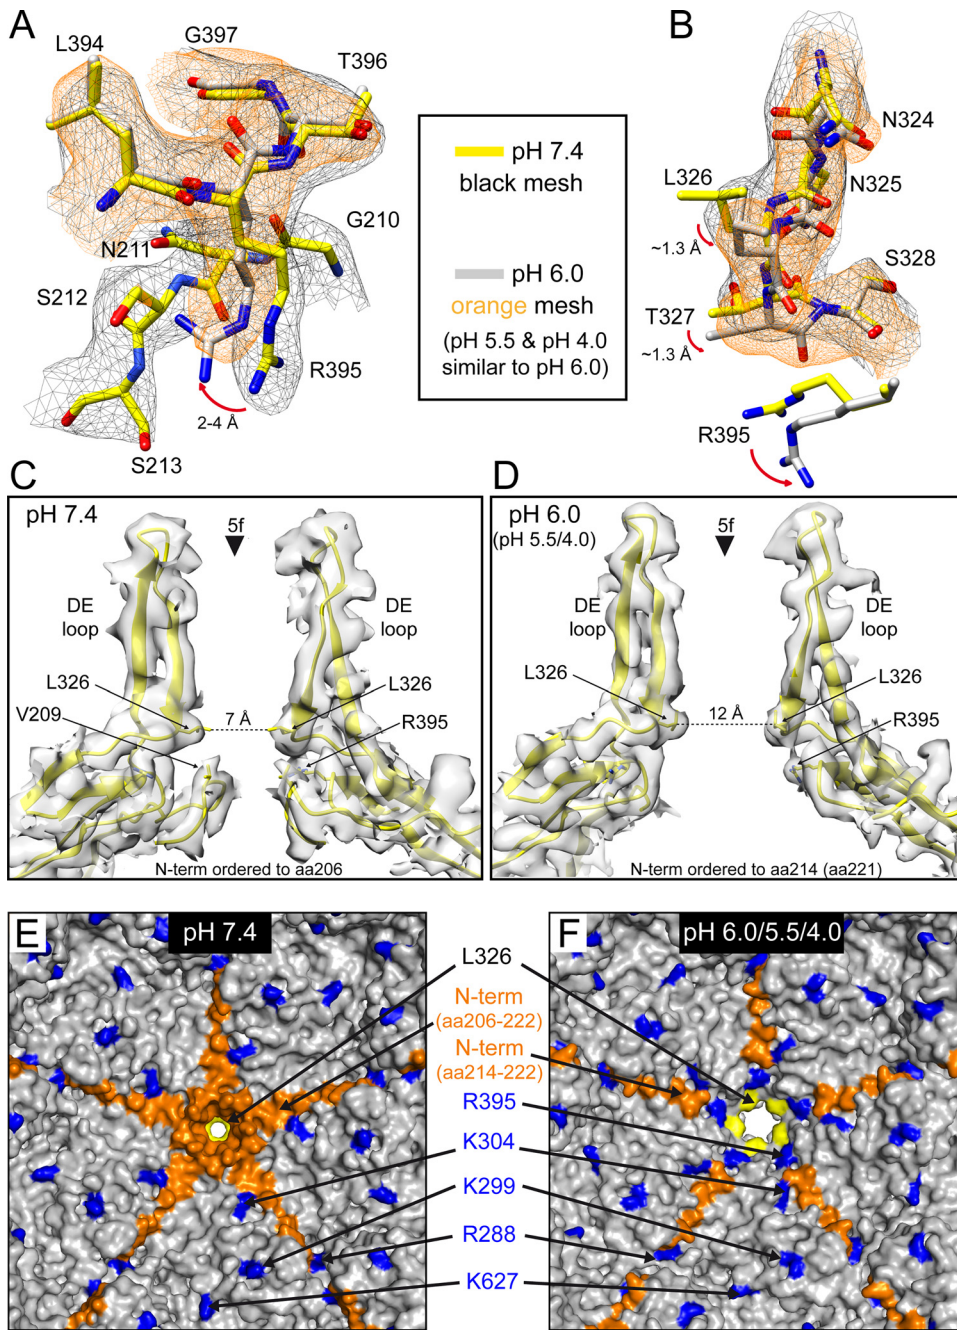 A
L394
G397
T396
N211
G210
S212
R395
2-4 Å
S213
pH 7.4
black mesh
pH 6.0
orange mesh
(pH 5.5 & pH 4.0
similar to pH 6.0)
B
N324
L326
N325
~1.3 Å
S328
T327
~1.3 Å
R395
C
pH 7.4
5f
DE
loop
DE
loop
L326
L326
V209
7 Å
R395
N-term ordered to aa206
D
pH 6.0
(pH 5.5/4.0)
5f
DE
loop
DE
loop
L326
L326
12 Å
R395
N-term ordered to aa214 (aa221)
E
pH 7.4
F
pH 6.0/5.5/4.0
L326
N-term
(aa206-222)
N-term
(aa214-222)
R395
K304
K299
R288
K627